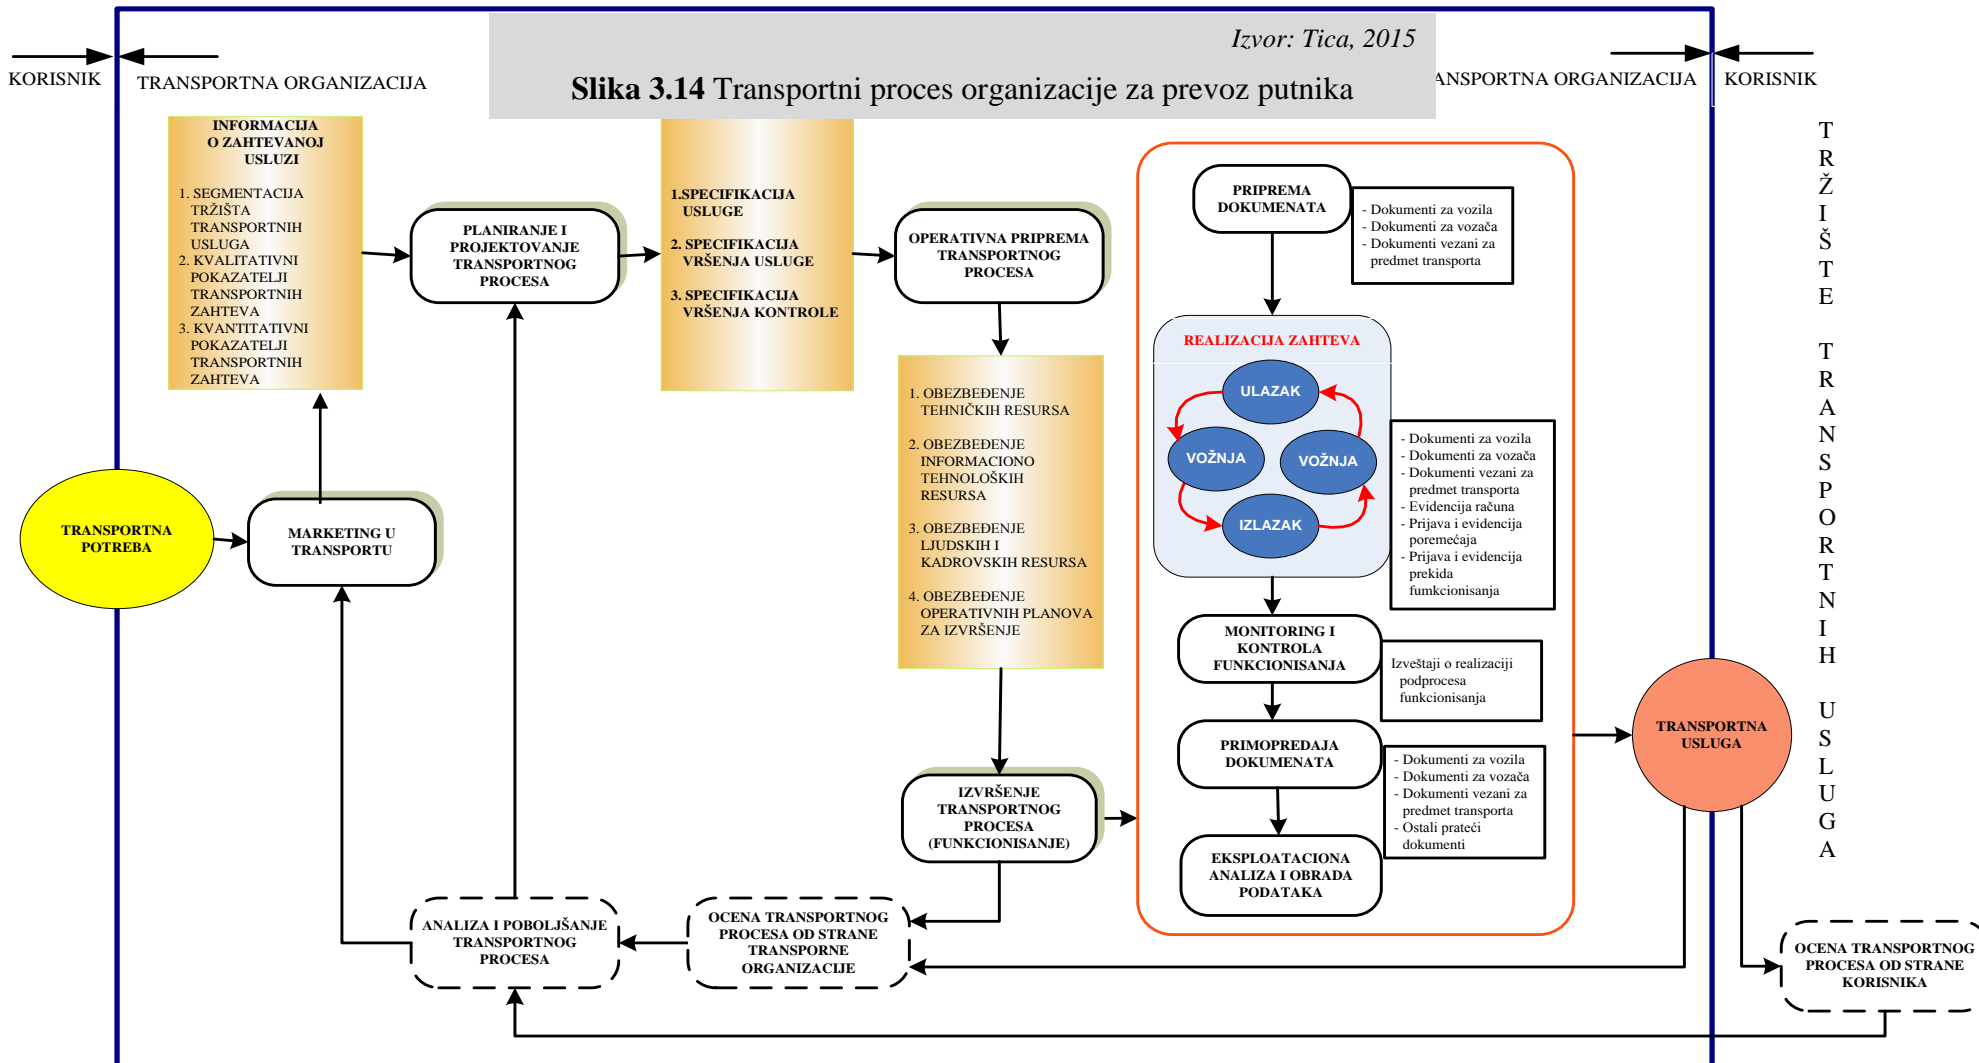 Izvor: Tica, 2015
Slika 3.14 Transportni proces organizacije za prevoz putnika
KORISNIK
TRANSPORTNA ORGANIZACIJA
ORGANIZACIJA
KORISNIK
INFORMACIJA
O ZAHTEVANOJ
USLUZI
1. SEGMENTACIJA
TRŽIŠTA
TRANSPORTNIH
USLUGA
2. KVALITATIVNI
POKAZATELJI
TRANSPORTNIH
ZAHTEVA
3. KVANTITATIVNI
POKAZATELJI
TRANSPORTNIH
ZAHTEVA
PLANIRANJE I
PROJEKTOVANJE
TRANSPORTNOG
PROCESA
1.SPECIFIKACIJA
USLUGE
2. SPECIFIKACIJA
VRŠENJA USLUGE
3. SPECIFIKACIJA
VRŠENJA KONTROLE
OPERATIVNA PRIPREMA
TRANSPORTNOG
PROCESA
1. OBEZBEĐENJE
TEHNIČKIH RESURSA
2. OBEZBEĐENJE
INFORMACIONO
TEHNOLOŠKIH
RESURSA
3. OBEZBEĐENJE
LJUDSKIH I
KADROVSKIH RESURSA
4. OBEZBEĐENJE
OPERATIVNIH PLANOVA
ZA IZVRŠENJE
PRIPREMA
DOKUMENATA
- Dokumenti za vozila
- Dokumenti za vozača
- Dokumenti vezani za
predmet transporta
REALIZACIJA ZAHTEVA
ULAZAK
VOŽNJA
VOŽNJA
IZLAZAK
- Dokumenti za vozila
- Dokumenti za vozača
- Dokumenti vezani za
predmet transporta
- Evidencija računa
- Prijava i evidencija
poremećaja
- Prijava i evidencija
prekida
fumkcionisanja
MONITORING I
KONTROLA
FUNKCIONISANJA
Izveštaji o realizaciji
podprocesa
funkcionisanja
PRIMOPREDAJA
DOKUMENATA
- Dokumenti za vozila
- Dokumenti za vozača
- Dokumenti vezani za
predmet transporta
- Ostali prateći
dokumenti
EKSPLOATACIONA
ANALIZA I OBRADA
PODATAKA
TRANSPORTNA
POTREBA
MARKETING U
TRANSPORTU
IZVRŠENJE
TRANSPORTNOG
PROCESA
(FUNKCIONISANJE)
TRANSPORTNA
USLUGA
ANALIZA I POBOLJŠANJE
TRANSPORTNOG
PROCESA
OCENA TRANSPORTNOG
PROCESA OD STRANE
TRANSPORNE
ORGANIZACIJE
OCENA TRANSPORTNOG
PROCESA OD STRANE
KORISNIKA
TRŽIŠTE TRANSPORTNIH USLUGA